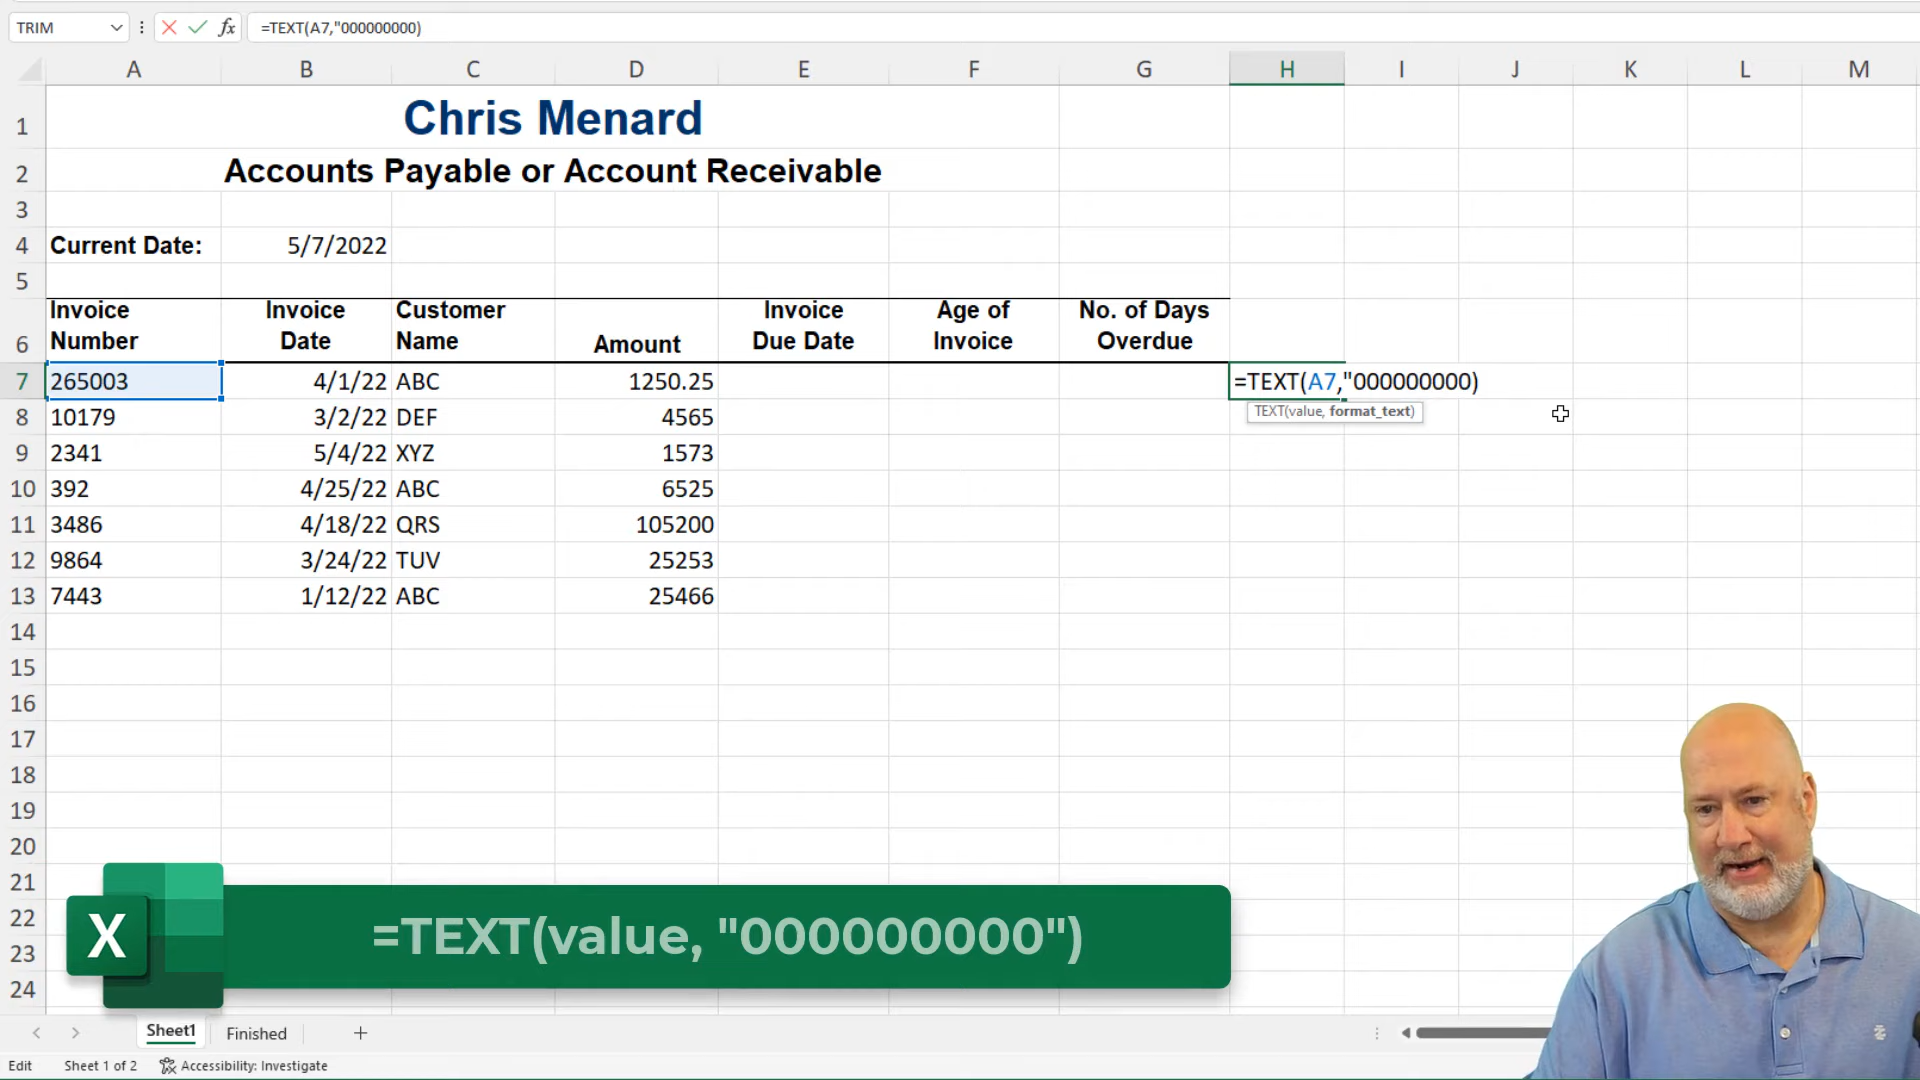 TRIM fx =TEXT(A7,"000000000)
A B C D E F G H I J K L M
1 Chris Menard
2 Accounts Payable or Account Receivable
3
4 Current Date: 5/7/2022
5
Invoice Invoice Customer Invoice Age of No. of Days
6 Number Date Name Amount Due Date Invoice Overdue
7 265003 4/1/22 ABC 1250.25 =TEXT(A7,"000000000)
8 10179 3/2/22 DEF 4565 TEXT(value, format_text)
9 2341 5/4/22 XYZ 1573
10 392 4/25/22 ABC 6525
11 3486 4/18/22 QRS 105200
12 9864 3/24/22 TUV 25253
13 7443 1/12/22 ABC 25466
14
15
16
17
18
19
20
21
22
23
24
X =TEXT(value, "000000000")
Sheet1 Finished
Edit Sheet 1 of 2 Accessibility: Investigate